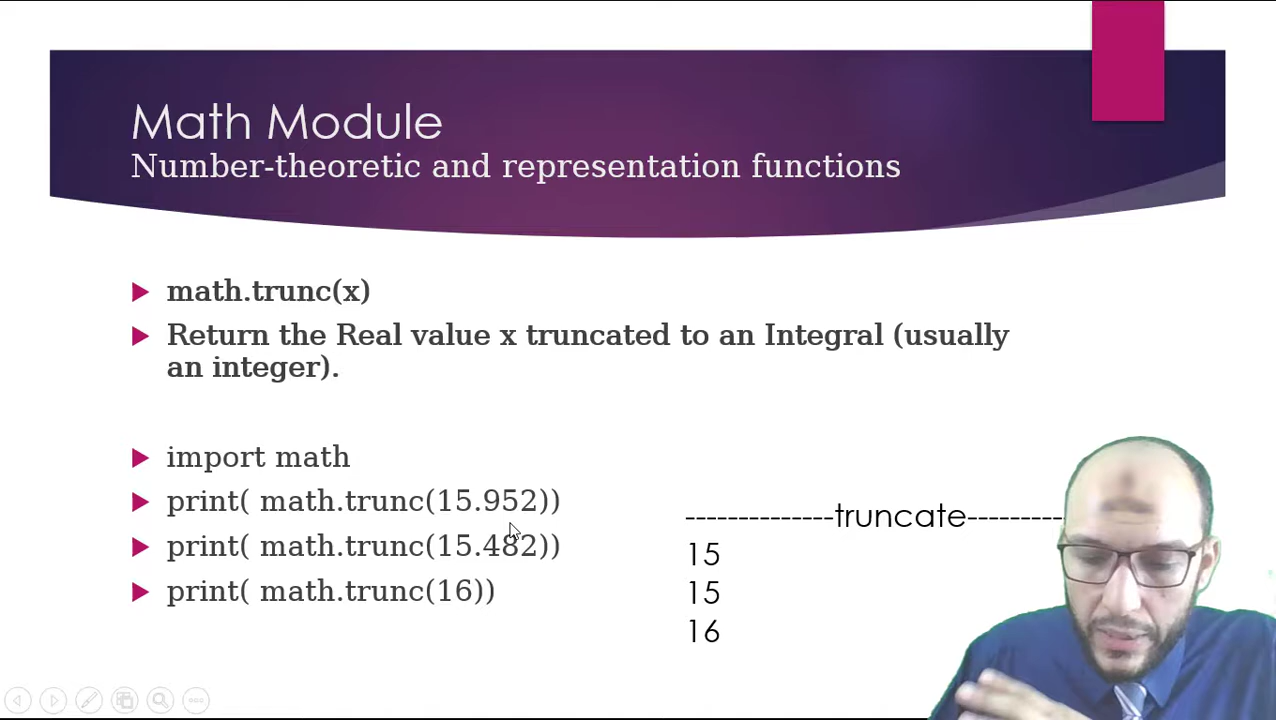 Math Module
Number-theoretic and representation functions
math.trunc(x)
Return the Real value x truncated to an Integral (usually
an integer).
import math
print( math.trunc(15.952))
print( math.trunc(15.482))
print( math.trunc(16))
--------------truncate---------
15
15
16